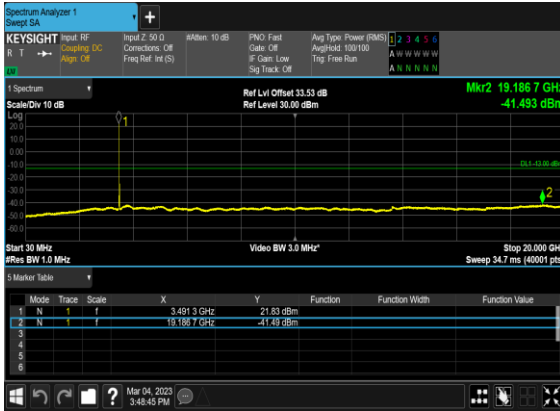 Spectrum Analyzer 1
Swept SA
+
KEYSIGHT
R T
Input: RF
Coupling: DC
Align: Off
Input Z: 50 Ω
Corrections: Off
Freq Ref: Int (S)
#Atten: 10 dB
PNO: Fast
Gate: Off
IF Gain: Low
Sig Track: Off
Avg Type: Power (RMS)
Avg|Hold: 100/100
Trig: Free Run
1 2 3 4 5 6
A W W W W W
A N N N N N
1 Spectrum
Scale/Div 10 dB
Ref Lvl Offset 33.53 dB
Ref Level 30.00 dBm
Mkr2 19.186 7 GHz
-41.493 dBm
Log
20.0
10.0
0.00
-10.0
-20.0
-30.0
-40.0
-50.0
-60.0
1
DL1 -13.00 dBm
2
Start 30 MHz
#Res BW 1.0 MHz
Video BW 3.0 MHz*
Stop 20.000 GHz
Sweep 34.7 ms (40001 pts)
5 Marker Table
Mode Trace Scale X Y Function Function Width Function Value
1 N 1 f 3.491 3 GHz 21.83 dBm
2 N 1 f 19.186 7 GHz -41.49 dBm
3
4
5
6
?
Mar 04, 2023
3:48:45 PM